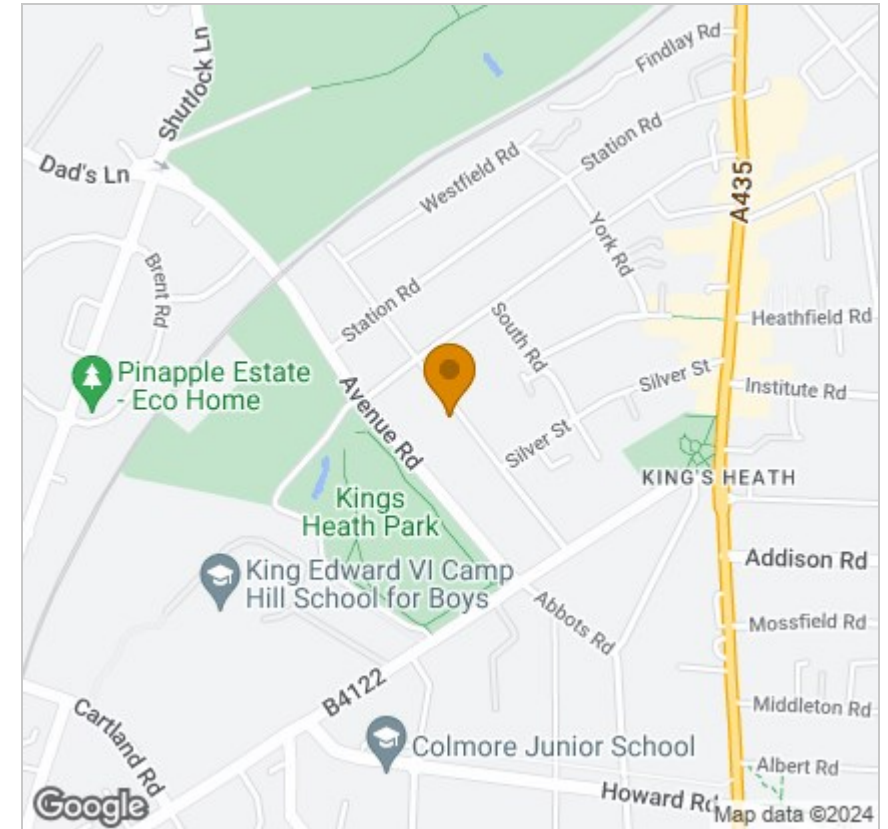 Shutlock Ln
Findlay Rd
Dad's Ln
Westfield Rd
Station Rd
A435
York Rd
Brent Rd
Station Rd
South Rd
Heathfield Rd
Pinapple Estate
- Eco Home
Silver St
Institute Rd
Avenue Rd
Silver St
KING'S HEATH
Kings
Heath Park
Addison Rd
King Edward VI Camp
Hill School for Boys
Abbots Rd
Mossfield Rd
B4122
Middleton Rd
Cartland Rd
Colmore Junior School
Albert Rd
Howard Rd
Google
Map data ©2024